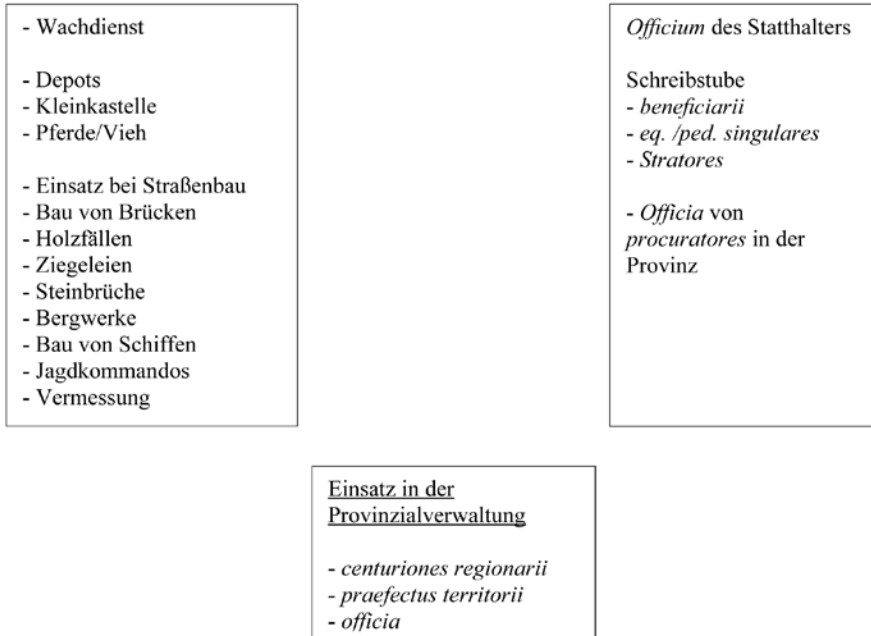 - Wachdienst
- Depots
- Kleinkastelle
- Pferde/Vieh
- Einsatz bei Straßenbau
- Bau von Brücken
- Holzfällen
- Ziegeleien
- Steinbrüche
- Bergwerke
- Bau von Schiffen
- Jagdkommandos
- Vermessung
Officium des Statthalters
Schreibstube
- beneficiarii
- eq. /ped. singulares
- Stratores
- Officia von
procuratores in der
Provinz
Einsatz in der
Provinzialverwaltung
- centuriones regionarii
- praefectus territorii
- officia